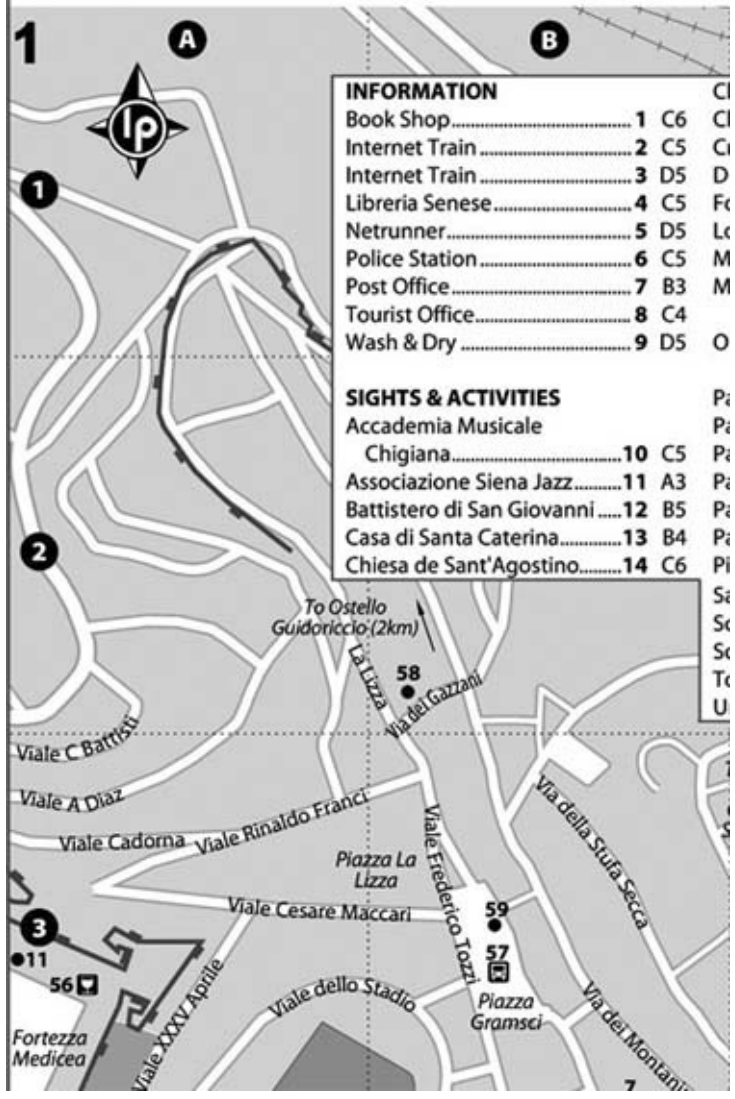 1
A
B
lp
INFORMATION
Book Shop.............................. 1 C6
Internet Train .......................... 2 C5
Internet Train .......................... 3 D5
Libreria Senese........................ 4 C5
Netrunner............................... 5 D5
Police Station.......................... 6 C5
Post Office.............................. 7 B3
Tourist Office.......................... 8 C4
Wash & Dry ............................ 9 D5
SIGHTS & ACTIVITIES
Accademia Musicale
Chigiana.............................10 C5
Associazione Siena Jazz..........11 A3
Battistero di San Giovanni .....12 B5
Casa di Santa Caterina............13 B4
Chiesa de Sant'Agostino.........14 C6
1
2
To Ostello
Guidoriccio (2km)
La Lizza
58
Via dei Gazzani
Viale C Battisti
Viale A Diaz
Viale Cadorna
Viale Rinaldo Franci
Viale Frederico Tozzi
Via della Stufa Secca
Piazza La
Lizza
Viale Cesare Maccari
59
3
11
56
57
Viale XXXV Aprile
Viale dello Stadio
Piazza
Gramsci
Via dei Montanini
Fortezza
Medicea
7